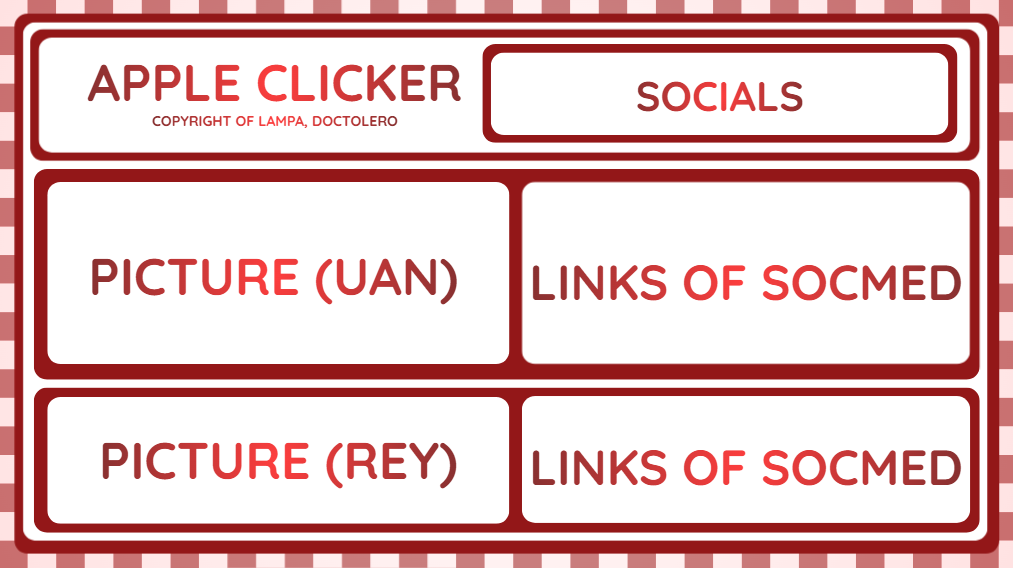 APPLE CLICKER
COPYRIGHT OF LAMPA, DOCTOLERO
SOCIALS
PICTURE (UAN)
LINKS OF SOCMED
PICTURE (REY)
LINKS OF SOCMED